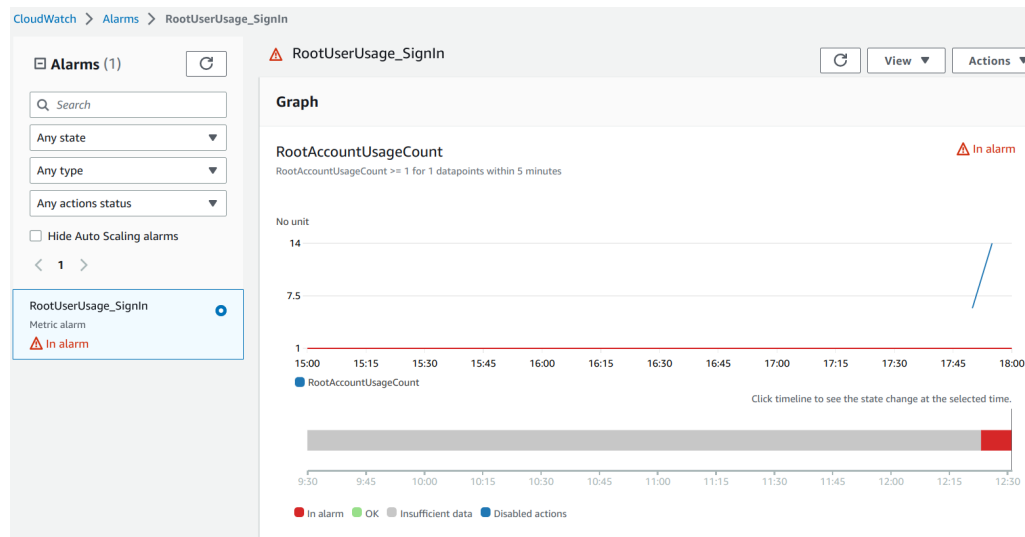 CloudWatch > Alarms > RootUserUsage_SignIn
Alarms (1)
Search
Any state
Any type
Any actions status
Hide Auto Scaling alarms
< 1 >
RootUserUsage_SignIn
Metric alarm
In alarm
RootUserUsage_SignIn
View
Actions
Graph
RootAccountUsageCount
In alarm
RootAccountUsageCount >= 1 for 1 datapoints within 5 minutes
No unit
14
7.5
1
15:00 15:15 15:30 15:45 16:00 16:15 16:30 16:45 17:00 17:15 17:30 17:45 18:00
RootAccountUsageCount
Click timeline to see the state change at the selected time.
9:30 9:45 10:00 10:15 10:30 10:45 11:00 11:15 11:30 11:45 12:00 12:15 12:30
In alarm OK Insufficient data Disabled actions